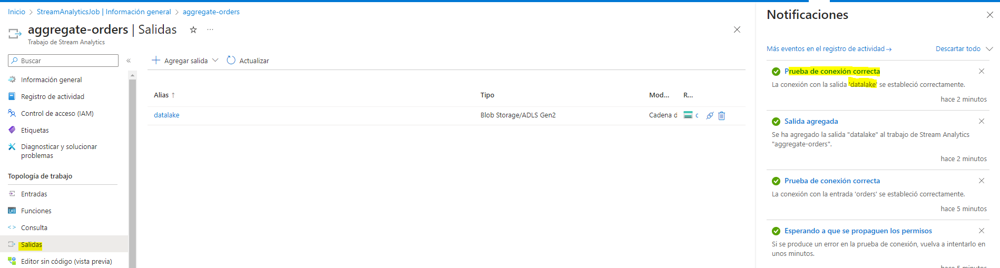 Inicio > StreamAnalyticsJob | Información general > aggregate-orders
aggregate-orders | Salidas
Trabajo de Stream Analytics
Buscar
Información general
Registro de actividad
Control de acceso (IAM)
Etiquetas
Diagnosticar y solucionar
problemas
Topología de trabajo
Entradas
Funciones
Consulta
Salidas
Editor sin código (vista previa)
Agregar salida
Actualizar
Alias ↑ Tipo Mod... R...
datalake Blob Storage/ADLS Gen2 Cadena d c
Notificaciones
Más eventos en el registro de actividad → Descartar todo
Prueba de conexión correcta
La conexión con la salida 'datalake' se estableció correctamente.
hace 2 minutos
Salida agregada
Se ha agregado la salida "datalake" al trabajo de Stream Analytics
"aggregate-orders".
hace 2 minutos
Prueba de conexión correcta
La conexión con la entrada 'orders' se estableció correctamente.
hace 5 minutos
Esperando a que se propaguen los permisos
Si se produce un error en la prueba de conexión, vuelva a intentarlo en
unos minutos.
hace 5 minutos